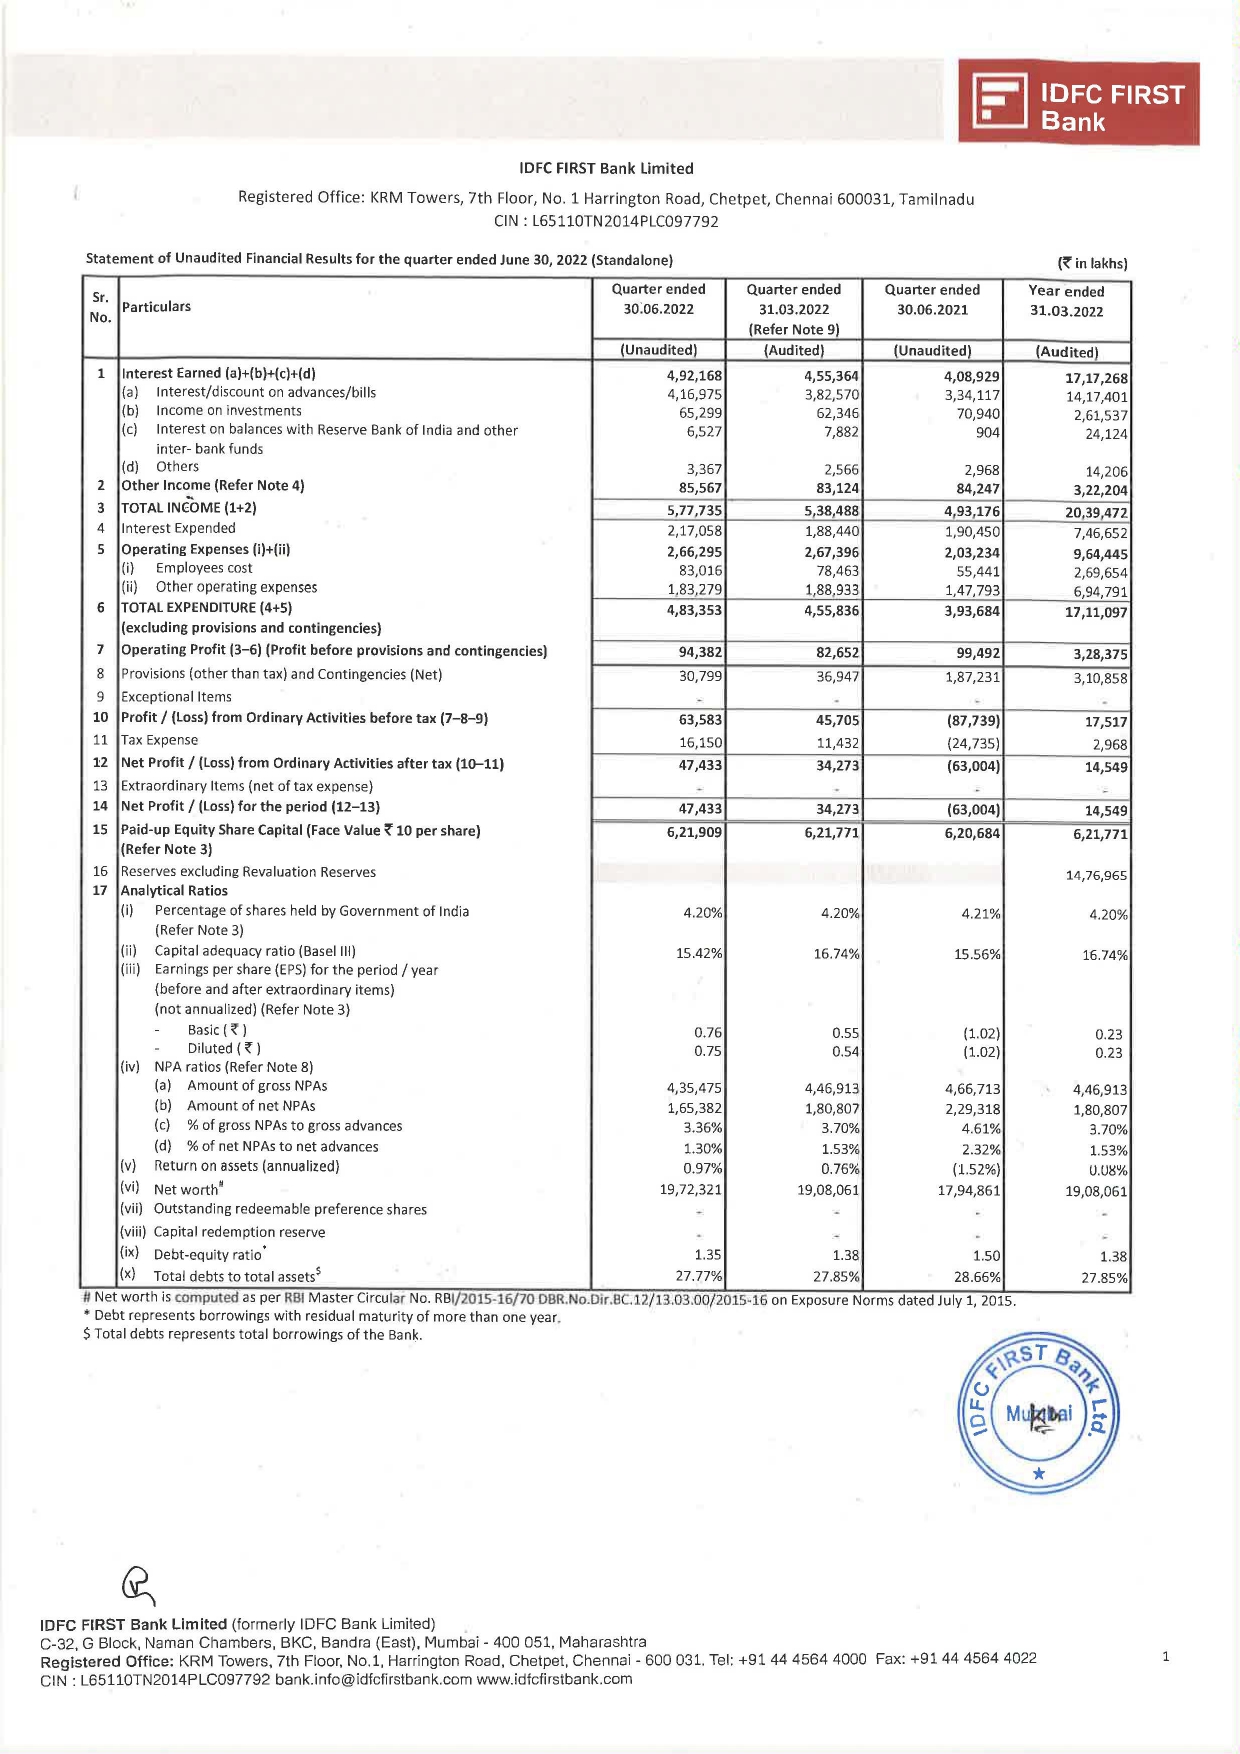 IDFC FIRST
Bank
IDFC FIRST Bank Limited
Registered Office: KRM Towers, 7th Floor, No. 1 Harrington Road, Chetpet, Chennai 600031, Tamilnadu
CIN : L65110TN2014PLC097792
Statement of Unaudited Financial Results for the quarter ended June 30, 2022 (Standalone) (₹ in lakhs)
Sr. No. Particulars Quarter ended 30.06.2022 Quarter ended 31.03.2022 (Refer Note 9) Quarter ended 30.06.2021 Year ended 31.03.2022
(Unaudited) (Audited) (Unaudited) (Audited)
1 Interest Earned (a)+(b)+(c)+(d) 4,92,168 4,55,364 4,08,929 17,17,268
(a) Interest/discount on advances/bills 4,16,975 3,82,570 3,34,117 14,17,401
(b) Income on investments 65,299 62,346 70,940 2,61,537
(c) Interest on balances with Reserve Bank of India and other 6,527 7,882 904 24,124
inter- bank funds
(d) Others 3,367 2,566 2,968 14,206
2 Other Income (Refer Note 4) 85,567 83,124 84,247 3,22,204
3 TOTAL INCOME (1+2) 5,77,735 5,38,488 4,93,176 20,39,472
4 Interest Expended 2,17,058 1,88,440 1,90,450 7,46,652
5 Operating Expenses (i)+(ii) 2,66,295 2,67,396 2,03,234 9,64,445
(i) Employees cost 83,016 78,463 55,441 2,69,654
(ii) Other operating expenses 1,83,279 1,88,933 1,47,793 6,94,791
6 TOTAL EXPENDITURE (4+5) 4,83,353 4,55,836 3,93,684 17,11,097
(excluding provisions and contingencies)
7 Operating Profit (3–6) (Profit before provisions and contingencies) 94,382 82,652 99,492 3,28,375
8 Provisions (other than tax) and Contingencies (Net) 30,799 36,947 1,87,231 3,10,858
9 Exceptional Items - - - -
10 Profit / (Loss) from Ordinary Activities before tax (7–8–9) 63,583 45,705 (87,739) 17,517
11 Tax Expense 16,150 11,432 (24,735) 2,968
12 Net Profit / (Loss) from Ordinary Activities after tax (10–11) 47,433 34,273 (63,004) 14,549
13 Extraordinary Items (net of tax expense) - - - -
14 Net Profit / (Loss) for the period (12–13) 47,433 34,273 (63,004) 14,549
15 Paid-up Equity Share Capital (Face Value ₹ 10 per share) 6,21,909 6,21,771 6,20,684 6,21,771
(Refer Note 3)
16 Reserves excluding Revaluation Reserves 14,76,965
17 Analytical Ratios
(i) Percentage of shares held by Government of India 4.20% 4.20% 4.21% 4.20%
(Refer Note 3)
(ii) Capital adequacy ratio (Basel III) 15.42% 16.74% 15.56% 16.74%
(iii) Earnings per share (EPS) for the period / year
(before and after extraordinary items)
(not annualized) (Refer Note 3)
- Basic ( ₹ ) 0.76 0.55 (1.02) 0.23
- Diluted ( ₹ ) 0.75 0.54 (1.02) 0.23
(iv) NPA ratios (Refer Note 8)
(a) Amount of gross NPAs 4,35,475 4,46,913 4,66,713 4,46,913
(b) Amount of net NPAs 1,65,382 1,80,807 2,29,318 1,80,807
(c) % of gross NPAs to gross advances 3.36% 3.70% 4.61% 3.70%
(d) % of net NPAs to net advances 1.30% 1.53% 2.32% 1.53%
(v) Return on assets (annualized) 0.97% 0.76% (1.52%) 0.08%
(vi) Net worth# 19,72,321 19,08,061 17,94,861 19,08,061
(vii) Outstanding redeemable preference shares - - - -
(viii) Capital redemption reserve - - - -
(ix) Debt-equity ratio* 1.35 1.38 1.50 1.38
(x) Total debts to total assets$ 27.77% 27.85% 28.66% 27.85%
# Net worth is computed as per RBI Master Circular No. RBI/2015-16/70 DBR.No.Dir.BC.12/13.03.00/2015-16 on Exposure Norms dated July 1, 2015.
* Debt represents borrowings with residual maturity of more than one year.
$ Total debts represents total borrowings of the Bank.
IDFC FIRST Bank Ltd.
Mumbai
IDFC FIRST Bank Limited (formerly IDFC Bank Limited)
C-32, G Block, Naman Chambers, BKC, Bandra (East), Mumbai - 400 051, Maharashtra
Registered Office: KRM Towers, 7th Floor, No.1, Harrington Road, Chetpet, Chennai - 600 031. Tel: +91 44 4564 4000 Fax: +91 44 4564 4022
CIN : L65110TN2014PLC097792 bank.info@idfcfirstbank.com www.idfcfirstbank.com
1